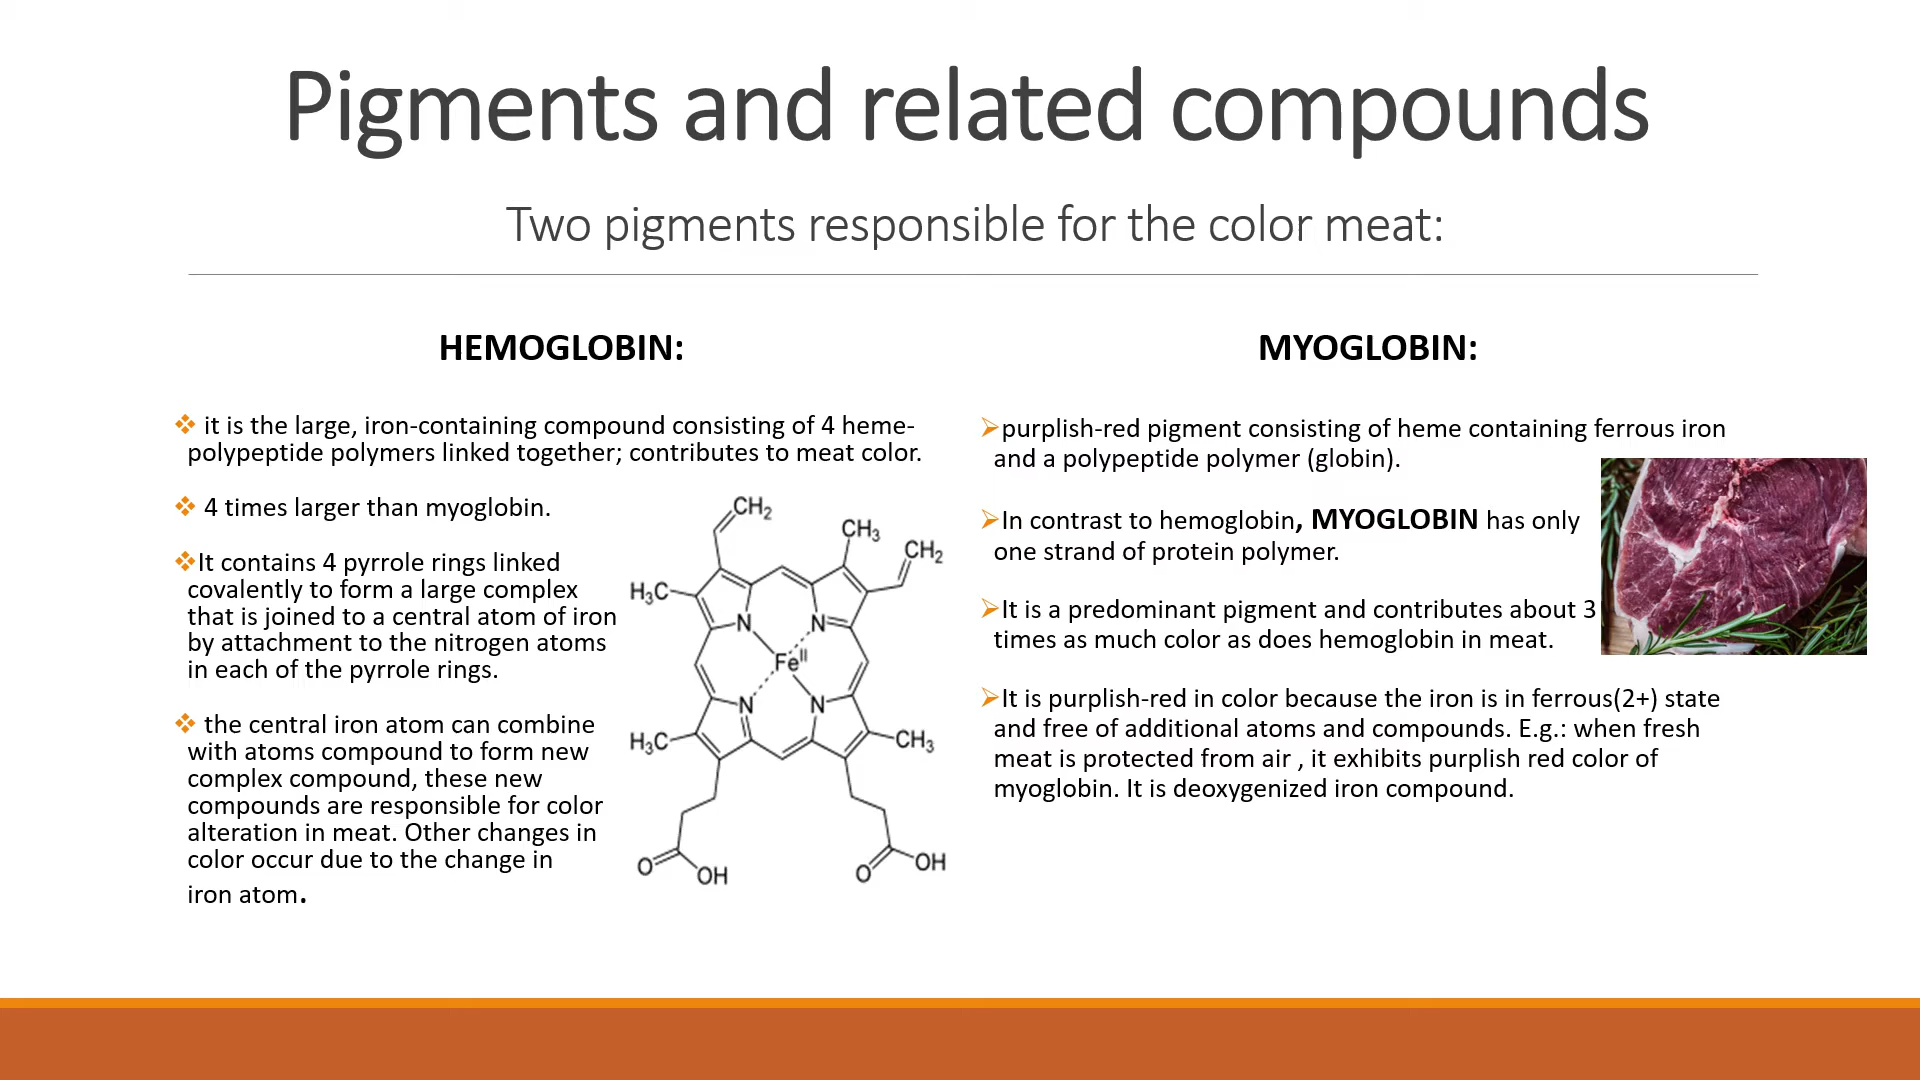 Pigments and related compounds
Two pigments responsible for the color meat:
HEMOGLOBIN:
❖ it is the large, iron-containing compound consisting of 4 heme-
polypeptide polymers linked together; contributes to meat color.
❖ 4 times larger than myoglobin.
❖It contains 4 pyrrole rings linked
covalently to form a large complex
that is joined to a central atom of iron
by attachment to the nitrogen atoms
in each of the pyrrole rings.
❖ the central iron atom can combine
with atoms compound to form new
complex compound, these new
compounds are responsible for color
alteration in meat. Other changes in
color occur due to the change in
iron atom.
CH2
CH3
CH2
H3C
N
N
FeII
N
N
H3C
CH3
O
OH
O
OH
MYOGLOBIN:
➢purplish-red pigment consisting of heme containing ferrous iron
and a polypeptide polymer (globin).
➢In contrast to hemoglobin, MYOGLOBIN has only
one strand of protein polymer.
➢It is a predominant pigment and contributes about 3
times as much color as does hemoglobin in meat.
➢It is purplish-red in color because the iron is in ferrous(2+) state
and free of additional atoms and compounds. E.g.: when fresh
meat is protected from air , it exhibits purplish red color of
myoglobin. It is deoxygenized iron compound.